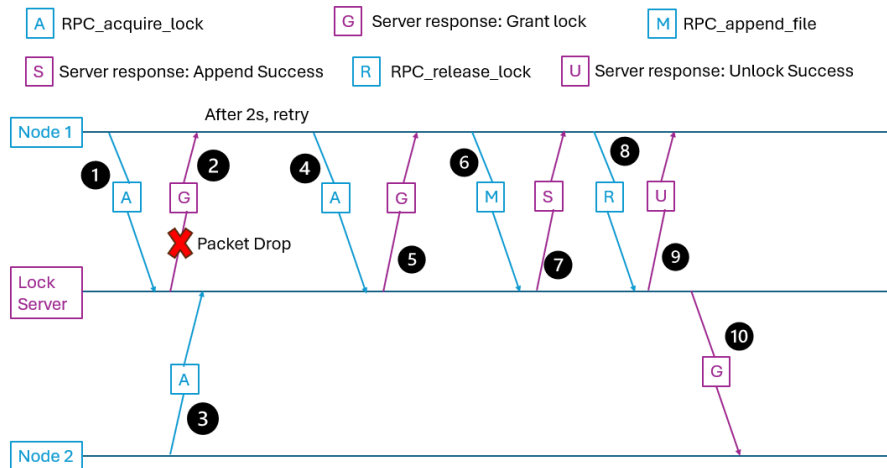 A RPC_acquire_lock
G Server response: Grant lock
M RPC_append_file
S Server response: Append Success
R RPC_release_lock
U Server response: Unlock Success
After 2s, retry
Node 1
1
2
4
6
8
A
G
A
G
M
S
R
U
Packet Drop
5
7
9
Lock
Server
10
A
G
3
Node 2